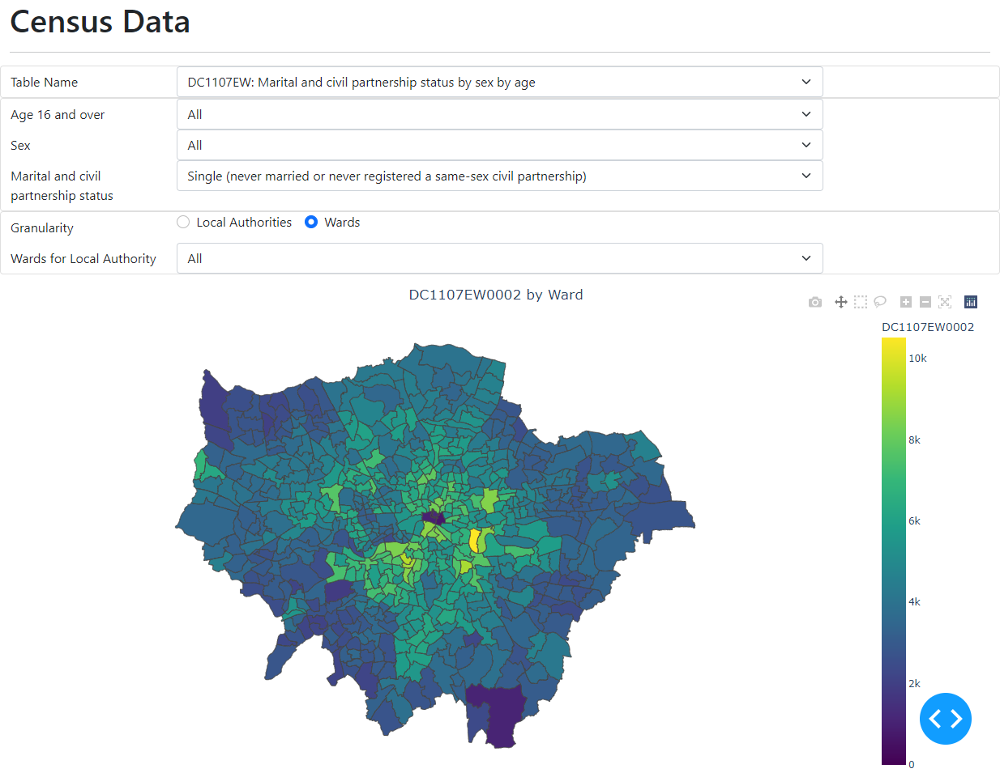 Census Data
Table Name
DC1107EW: Marital and civil partnership status by sex by age
Age 16 and over
All
Sex
All
Marital and civil
partnership status
Single (never married or never registered a same-sex civil partnership)
Granularity
Local Authorities
Wards
Wards for Local Authority
All
DC1107EW0002 by Ward
DC1107EW0002
10k
8k
6k
4k
2k
0